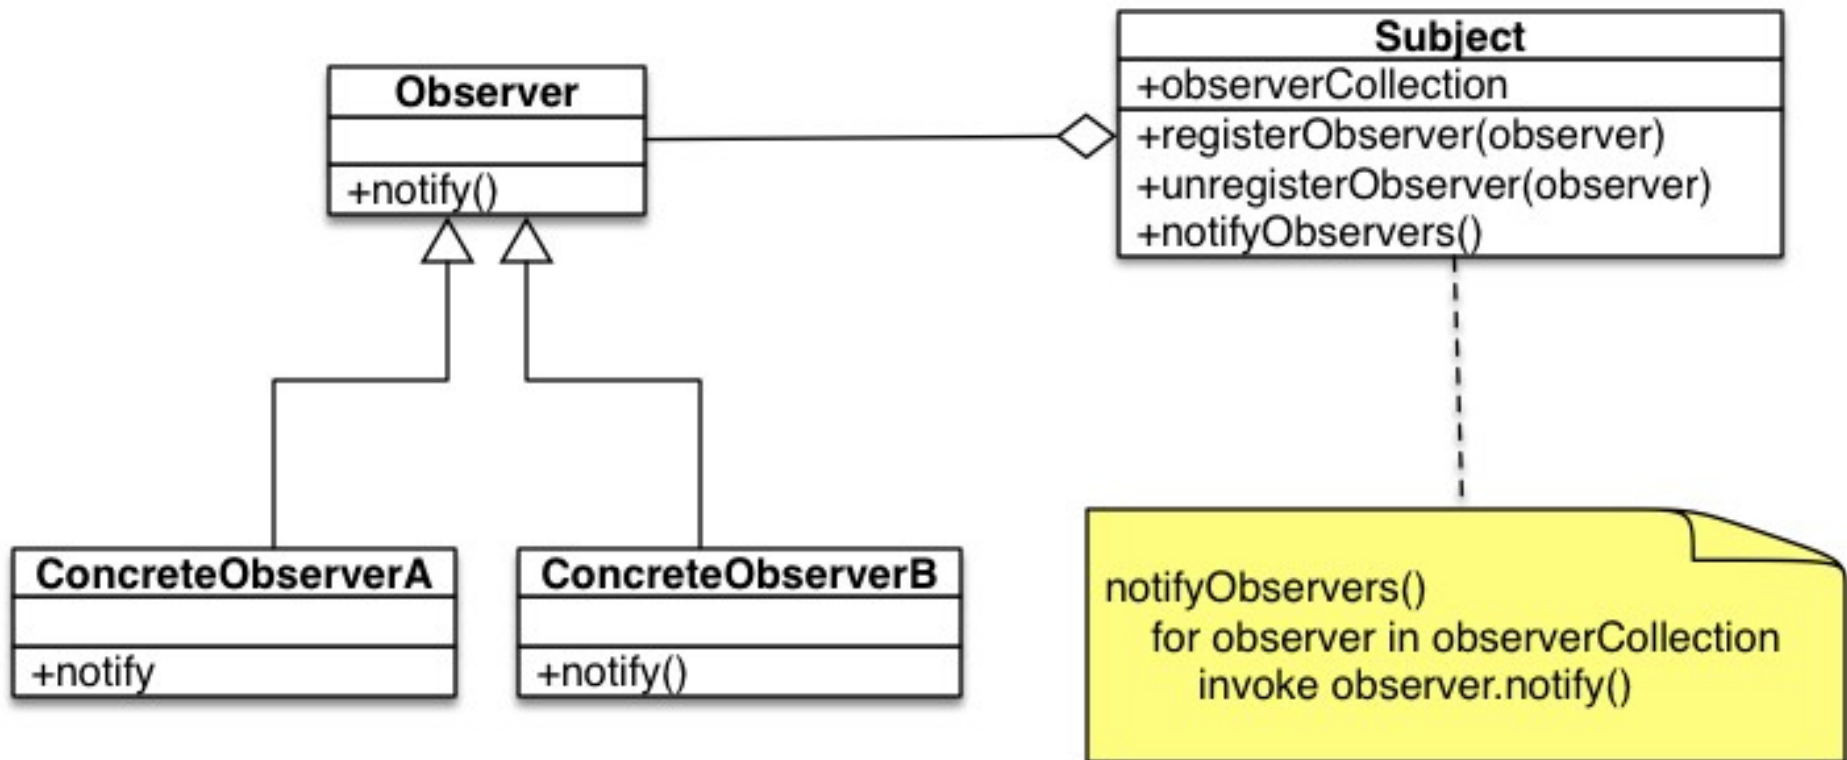 Observer
+notify()
Subject
+observerCollection
+registerObserver(observer)
+unregisterObserver(observer)
+notifyObservers()
ConcreteObserverA
+notify
ConcreteObserverB
+notify()
notifyObservers()
for observer in observerCollection
invoke observer.notify()